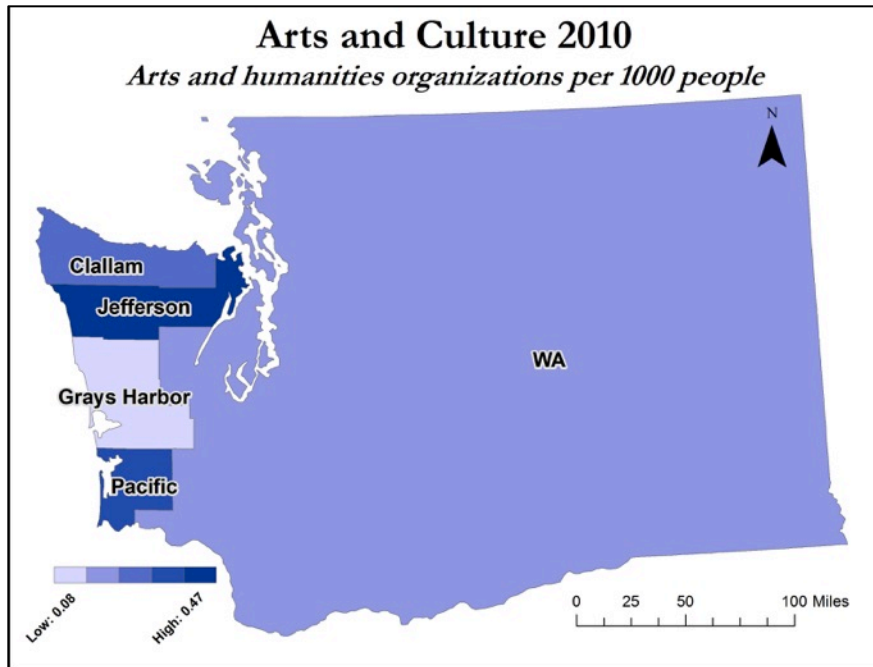 Arts and Culture 2010
Arts and humanities organizations per 1000 people
N
Clallam
Jefferson
WA
Grays Harbor
Pacific
Low: 0.08
High: 0.47
0 25 50 100 Miles